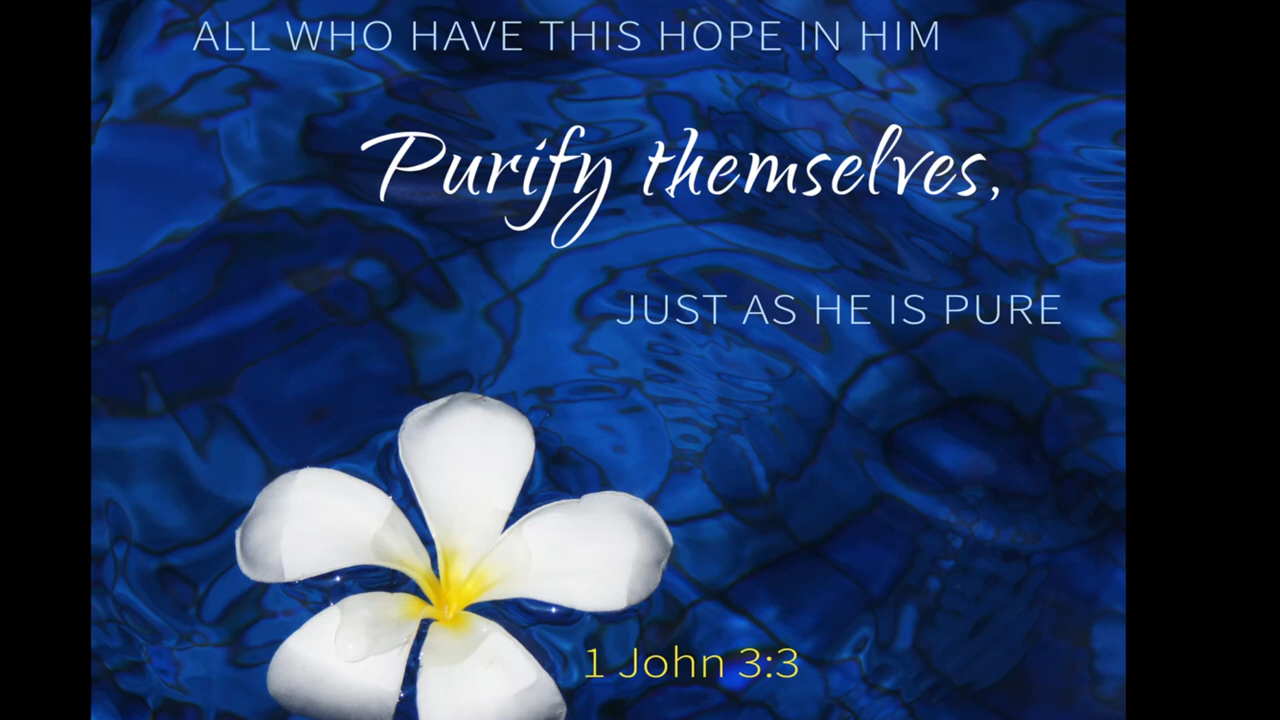 ALL WHO HAVE THIS HOPE IN HIM
Purify themselves,
JUST AS HE IS PURE
1 John 3:3